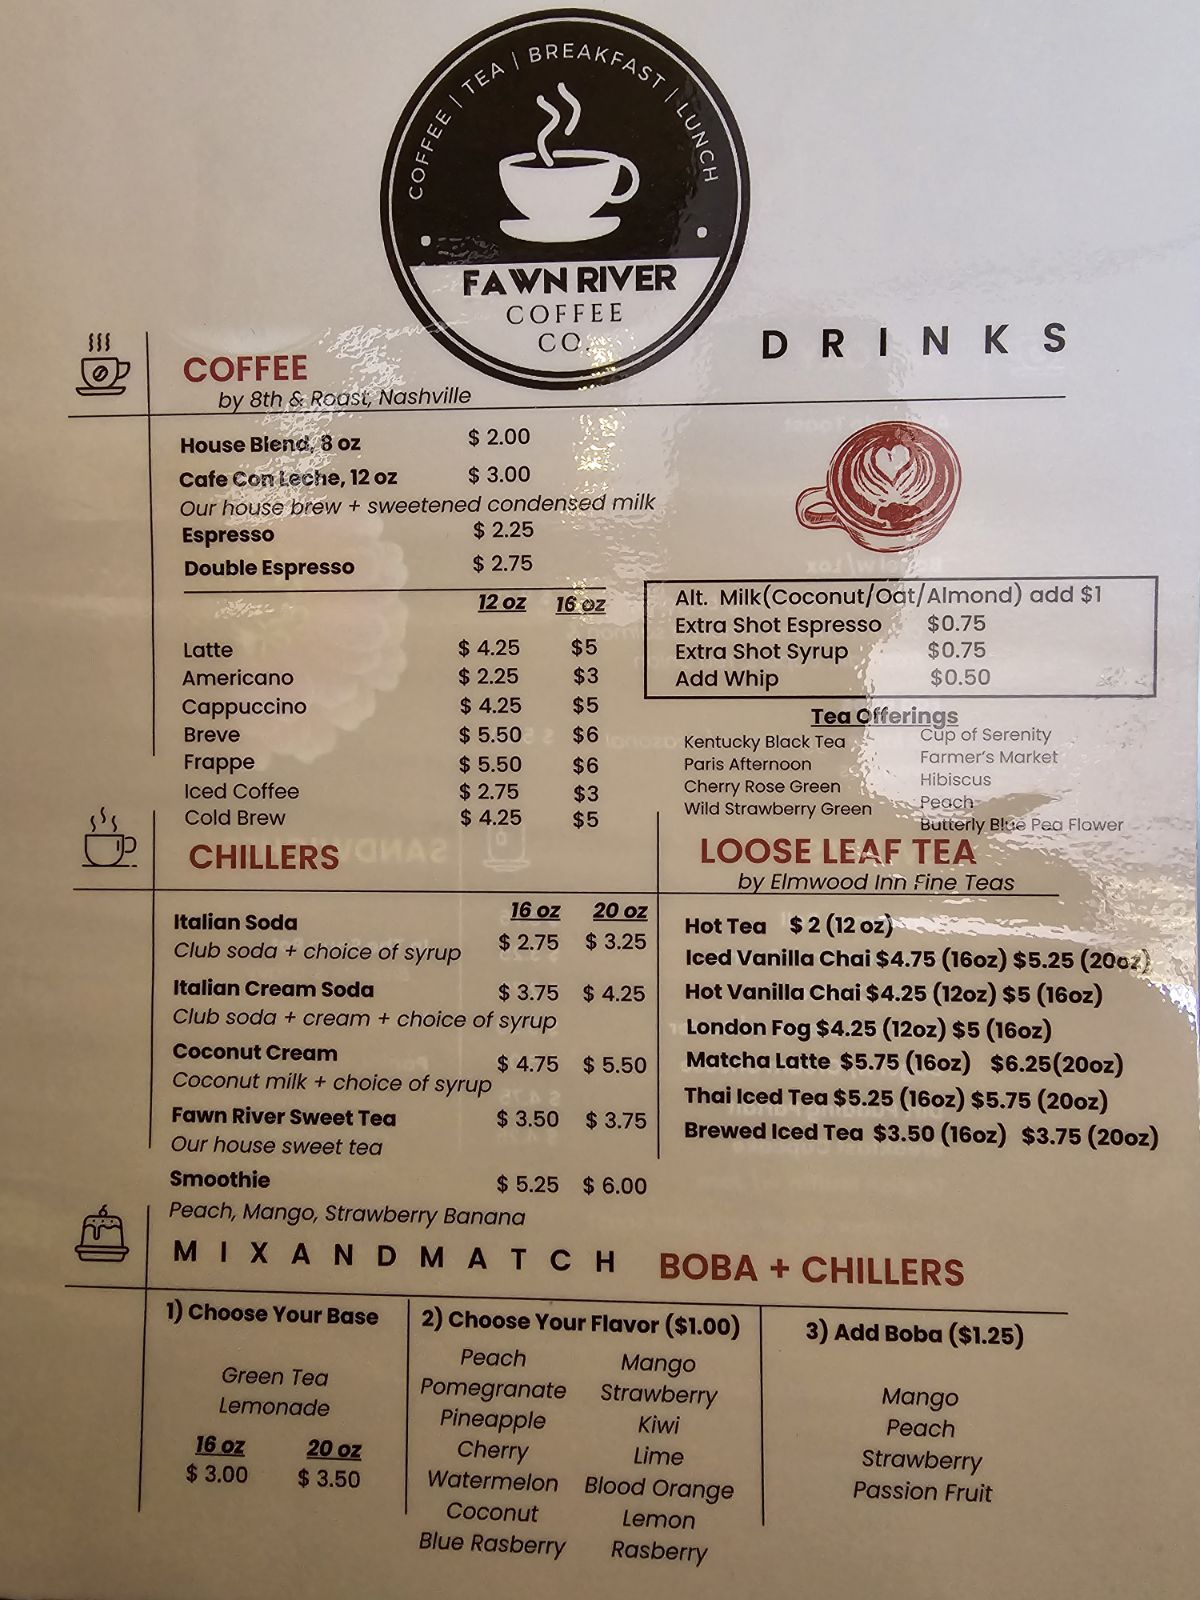 COFFEE | TEA | BREAKFAST | LUNCH
FAWN RIVER
COFFEE
CO.
DRINKS
COFFEE
by 8th & Roast, Nashville
House Blend, 8 oz $ 2.00
Cafe Con Leche, 12 oz $ 3.00
Our house brew + sweetened condensed milk
Espresso $ 2.25
Double Espresso $ 2.75
12 oz 16 oz
Latte $ 4.25 $5
Americano $ 2.25 $3
Cappuccino $ 4.25 $5
Breve $ 5.50 $6
Frappe $ 5.50 $6
Iced Coffee $ 2.75 $3
Cold Brew $ 4.25 $5
Alt. Milk(Coconut/Oat/Almond) add $1
Extra Shot Espresso $0.75
Extra Shot Syrup $0.75
Add Whip $0.50
Tea Offerings
Kentucky Black Tea
Paris Afternoon
Cherry Rose Green
Wild Strawberry Green
Cup of Serenity
Farmer's Market
Hibiscus
Peach
Butterly Blue Pea Flower
CHILLERS
16 oz 20 oz
Italian Soda $ 2.75 $ 3.25
Club soda + choice of syrup
Italian Cream Soda $ 3.75 $ 4.25
Club soda + cream + choice of syrup
Coconut Cream $ 4.75 $ 5.50
Coconut milk + choice of syrup
Fawn River Sweet Tea $ 3.50 $ 3.75
Our house sweet tea
Smoothie $ 5.25 $ 6.00
Peach, Mango, Strawberry Banana
LOOSE LEAF TEA
by Elmwood Inn Fine Teas
Hot Tea $ 2 (12 oz)
Iced Vanilla Chai $4.75 (16oz) $5.25 (20oz)
Hot Vanilla Chai $4.25 (12oz) $5 (16oz)
London Fog $4.25 (12oz) $5 (16oz)
Matcha Latte $5.75 (16oz) $6.25(20oz)
Thai Iced Tea $5.25 (16oz) $5.75 (20oz)
Brewed Iced Tea $3.50 (16oz) $3.75 (20oz)
MIXANDMATCH BOBA + CHILLERS
1) Choose Your Base
Green Tea
Lemonade
16 oz 20 oz
$ 3.00 $ 3.50
2) Choose Your Flavor ($1.00)
Peach Mango
Pomegranate Strawberry
Pineapple Kiwi
Cherry Lime
Watermelon Blood Orange
Coconut Lemon
Blue Rasberry Rasberry
3) Add Boba ($1.25)
Mango
Peach
Strawberry
Passion Fruit